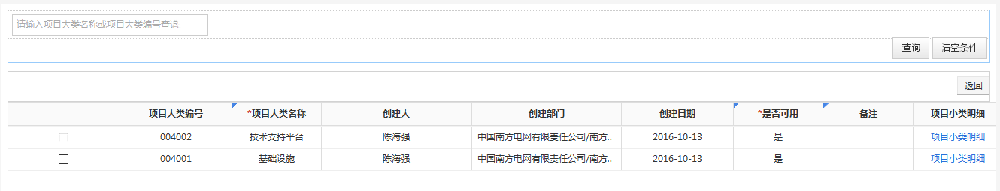 请输入项目大类名称或项目大类编号查询
查询 清空条件
返回
项目大类编号 *项目大类名称 创建人 创建部门 创建日期 *是否可用 备注 项目小类明细
004002 技术支持平台 陈海强 中国南方电网有限责任公司/南方.. 2016-10-13 是 项目小类明细
004001 基础设施 陈海强 中国南方电网有限责任公司/南方.. 2016-10-13 是 项目小类明细